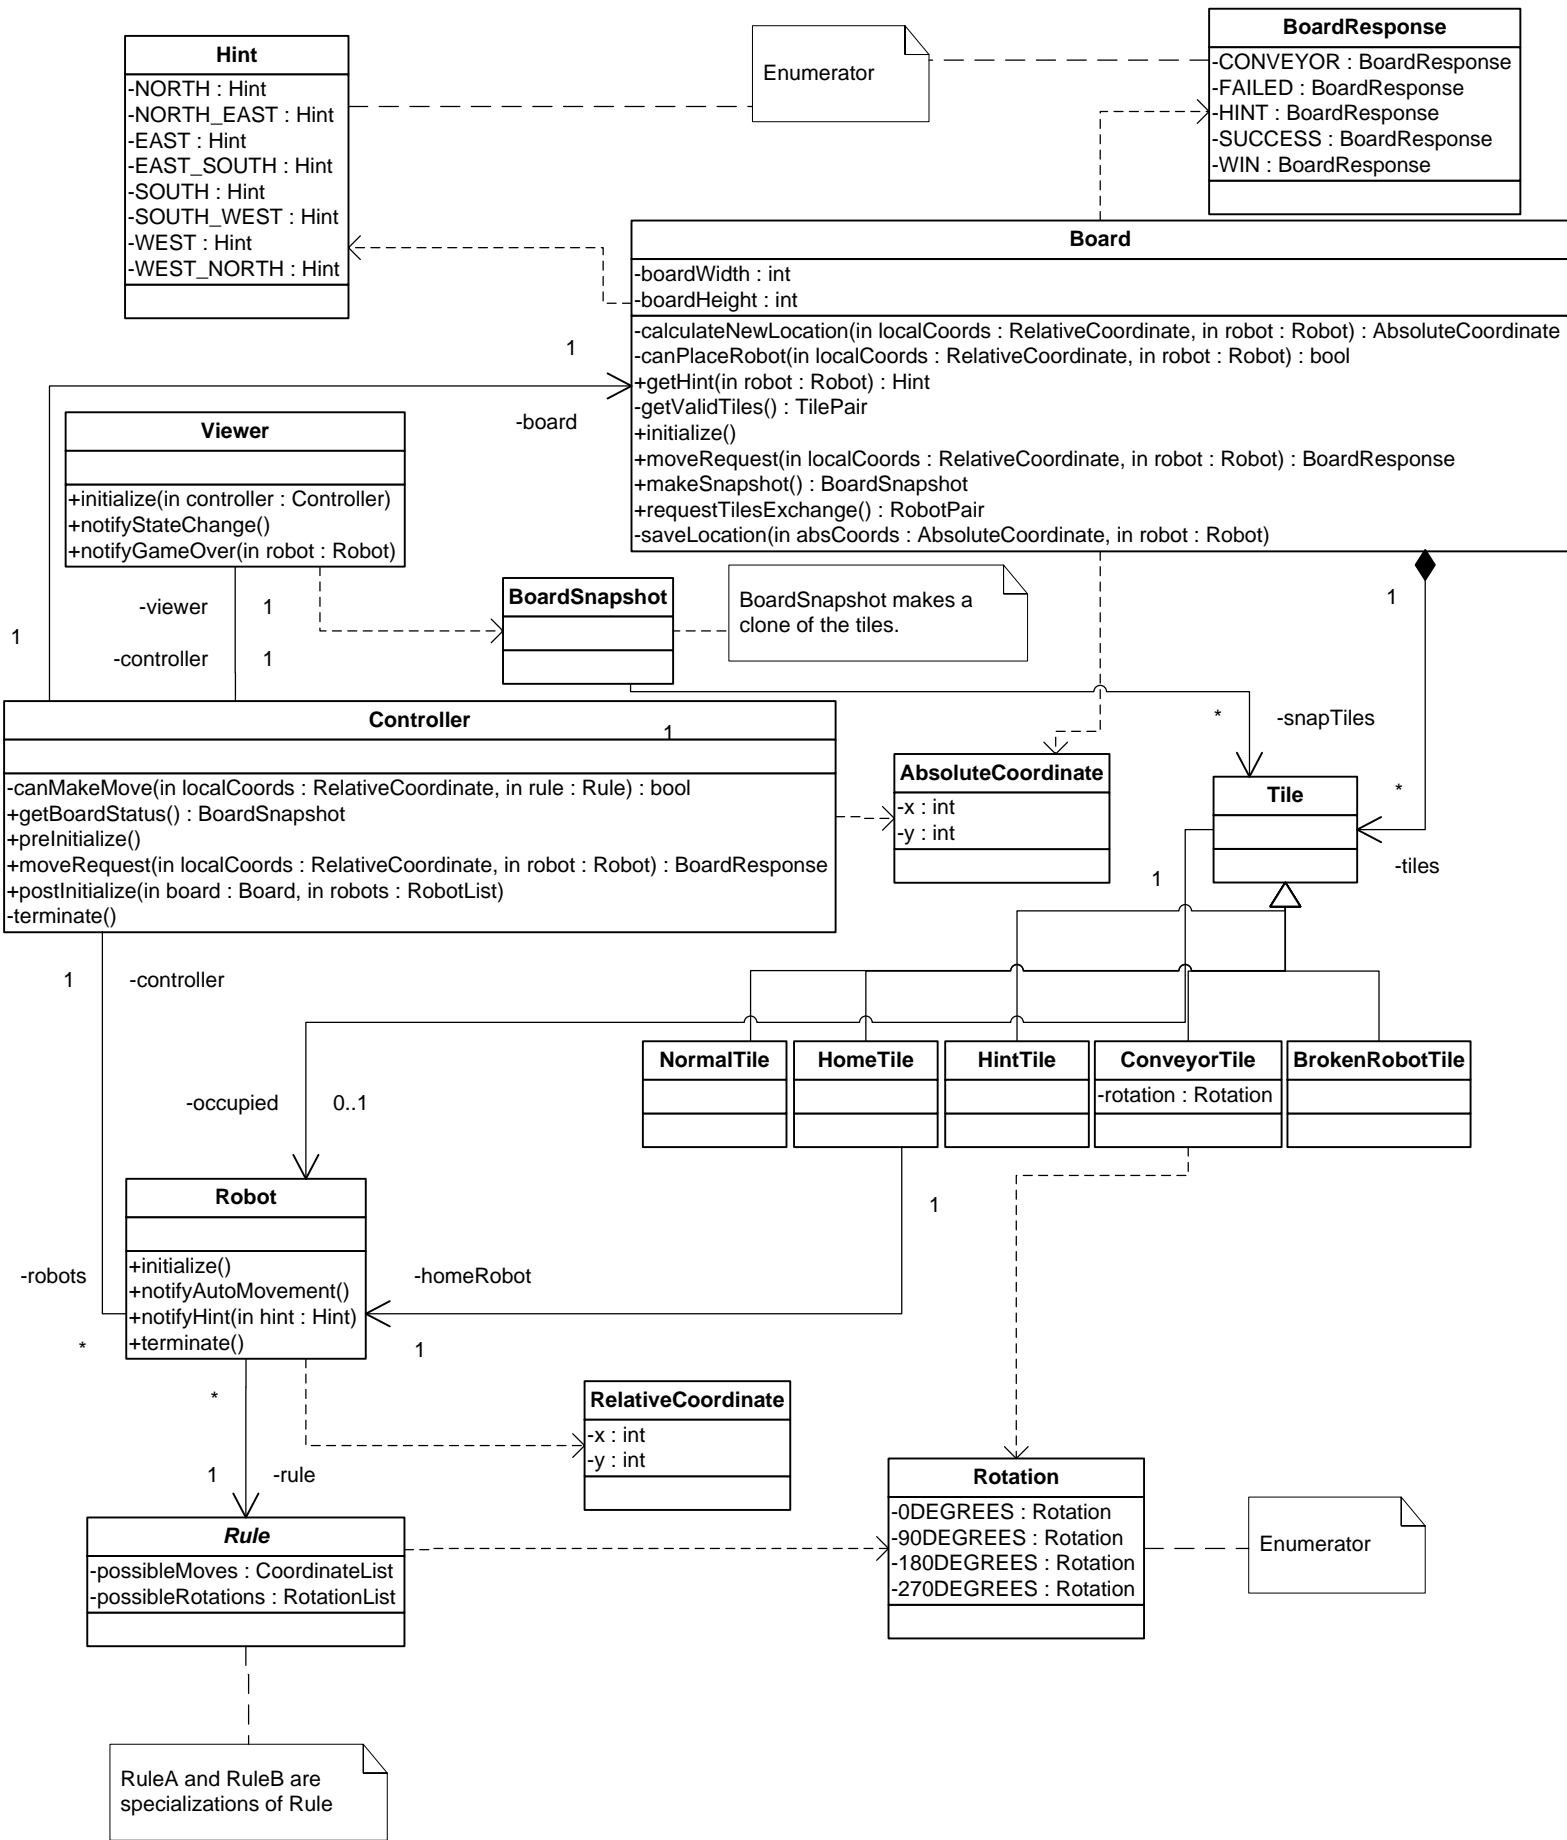 Hint
-NORTH : Hint
-NORTH_EAST : Hint
-EAST : Hint
-EAST_SOUTH : Hint
-SOUTH : Hint
-SOUTH_WEST : Hint
-WEST : Hint
-WEST_NORTH : Hint
Enumerator
BoardResponse
-CONVEYOR : BoardResponse
-FAILED : BoardResponse
-HINT : BoardResponse
-SUCCESS : BoardResponse
-WIN : BoardResponse
Board
-boardWidth : int
-boardHeight : int
-calculateNewLocation(in localCoords : RelativeCoordinate, in robot : Robot) : AbsoluteCoordinate
-canPlaceRobot(in localCoords : RelativeCoordinate, in robot : Robot) : bool
+getHint(in robot : Robot) : Hint
-getValidTiles() : TilePair
+initialize()
+moveRequest(in localCoords : RelativeCoordinate, in robot : Robot) : BoardResponse
+makeSnapshot() : BoardSnapshot
+requestTilesExchange() : RobotPair
-saveLocation(in absCoords : AbsoluteCoordinate, in robot : Robot)
1
-board
Viewer
+initialize(in controller : Controller)
+notifyStateChange()
+notifyGameOver(in robot : Robot)
-viewer
1
1
-controller
1
BoardSnapshot
BoardSnapshot makes a
clone of the tiles.
1
*
-snapTiles
Controller
1
-canMakeMove(in localCoords : RelativeCoordinate, in rule : Rule) : bool
+getBoardStatus() : BoardSnapshot
+preInitialize()
+moveRequest(in localCoords : RelativeCoordinate, in robot : Robot) : BoardResponse
+postInitialize(in board : Board, in robots : RobotList)
-terminate()
AbsoluteCoordinate
-x : int
-y : int
Tile
*
-tiles
1
1
-controller
NormalTile
HomeTile
HintTile
ConveyorTile
-rotation : Rotation
BrokenRobotTile
-occupied
0..1
Robot
+initialize()
+notifyAutoMovement()
+notifyHint(in hint : Hint)
+terminate()
-robots
*
-homeRobot
1
1
*
1
-rule
RelativeCoordinate
-x : int
-y : int
Rule
-possibleMoves : CoordinateList
-possibleRotations : RotationList
Rotation
-0DEGREES : Rotation
-90DEGREES : Rotation
-180DEGREES : Rotation
-270DEGREES : Rotation
Enumerator
RuleA and RuleB are
specializations of Rule